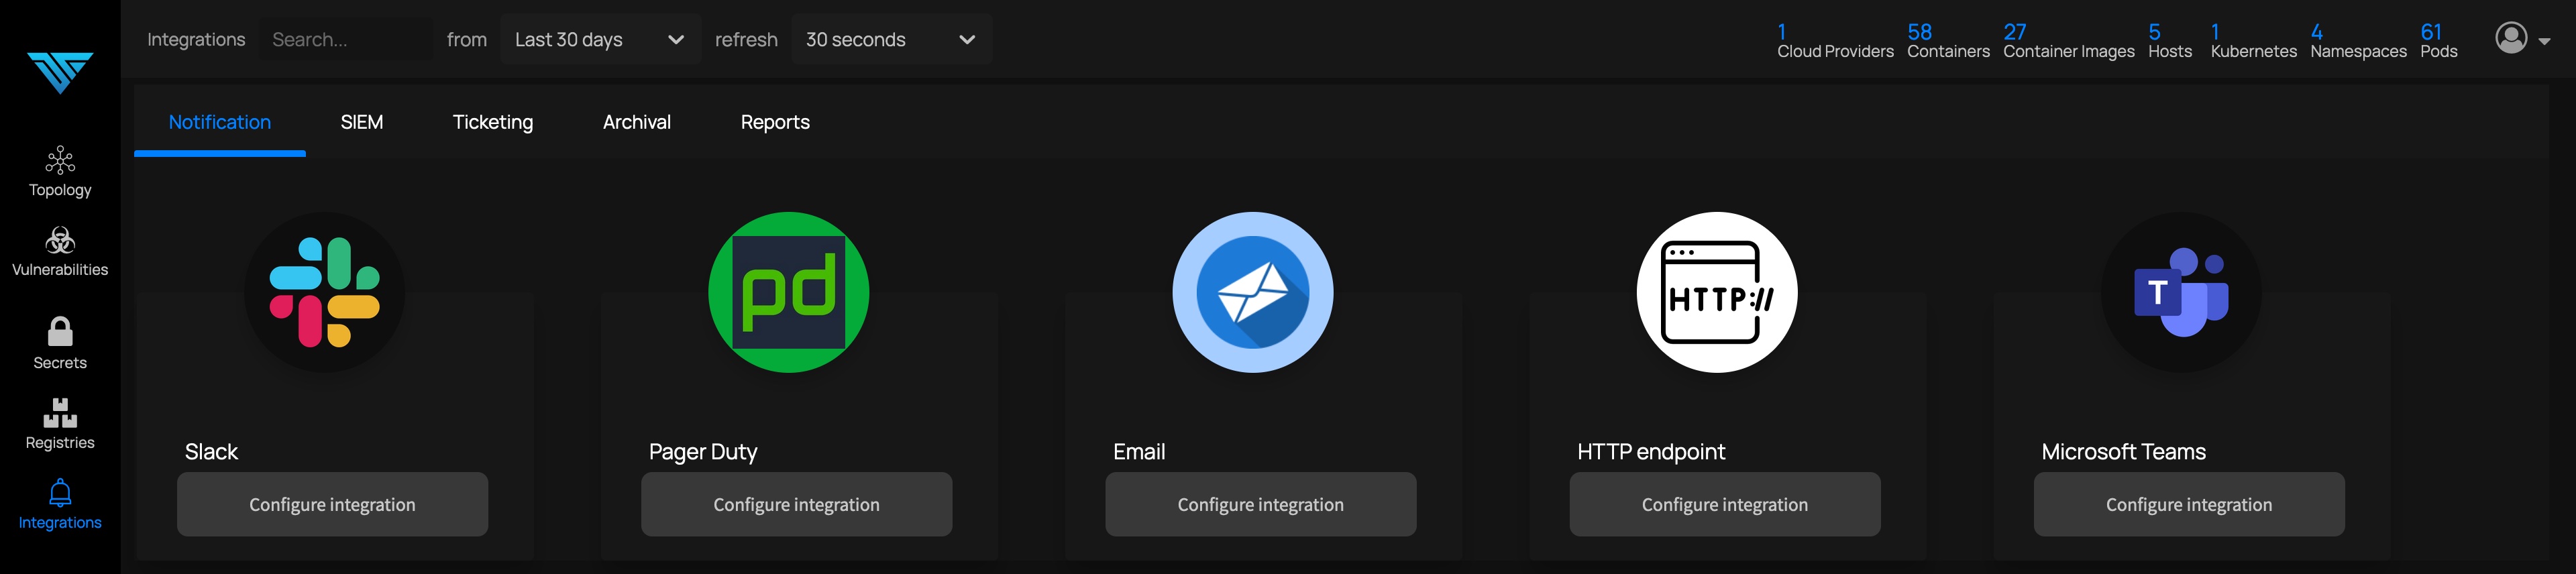 Integrations Search... from Last 30 days refresh 30 seconds
1 58 27 5 1 4 61
Cloud Providers Containers Container Images Hosts Kubernetes Namespaces Pods
Notification SIEM Ticketing Archival Reports
Topology
Vulnerabilities
Secrets
Registries
Integrations
pd
HTTP://
T
Slack Pager Duty Email HTTP endpoint Microsoft Teams
Configure integration Configure integration Configure integration Configure integration Configure integration